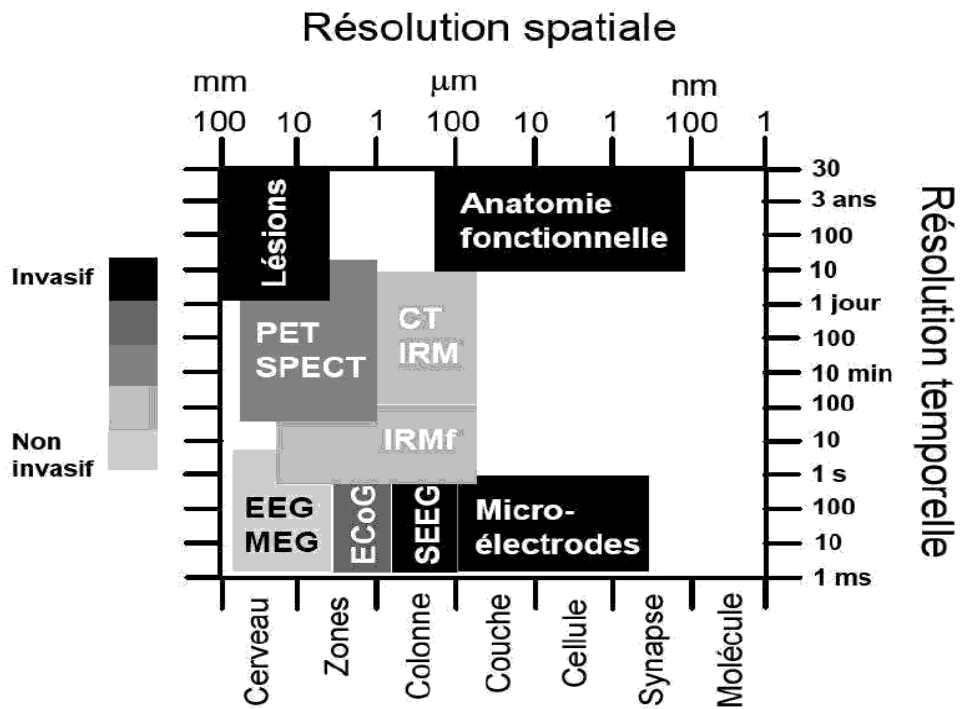 Résolution spatiale
mm μm nm
100 10 1 100 10 1 100 1
Lésions
Anatomie
fonctionnelle
PET
SPECT
CT
IRM
IRMf
EEG
MEG
ECoG
SEEG
Micro-
électrodes
Invasif
Non
invasif
30
3 ans
100
10
1 jour
100
10 min
100
10
1 s
100
10
1 ms
Résolution temporelle
Cerveau
Zones
Colonne
Couche
Cellule
Synapse
Molécule